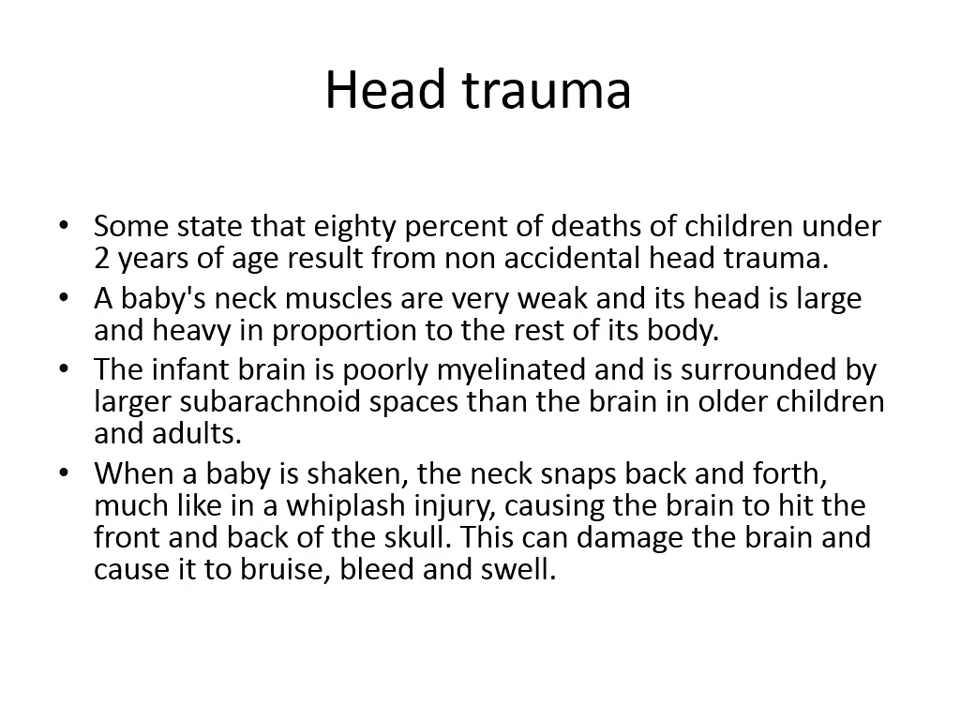 Head trauma
• Some state that eighty percent of deaths of children under
2 years of age result from non accidental head trauma.
• A baby's neck muscles are very weak and its head is large
and heavy in proportion to the rest of its body.
• The infant brain is poorly myelinated and is surrounded by
larger subarachnoid spaces than the brain in older children
and adults.
• When a baby is shaken, the neck snaps back and forth,
much like in a whiplash injury, causing the brain to hit the
front and back of the skull. This can damage the brain and
cause it to bruise, bleed and swell.